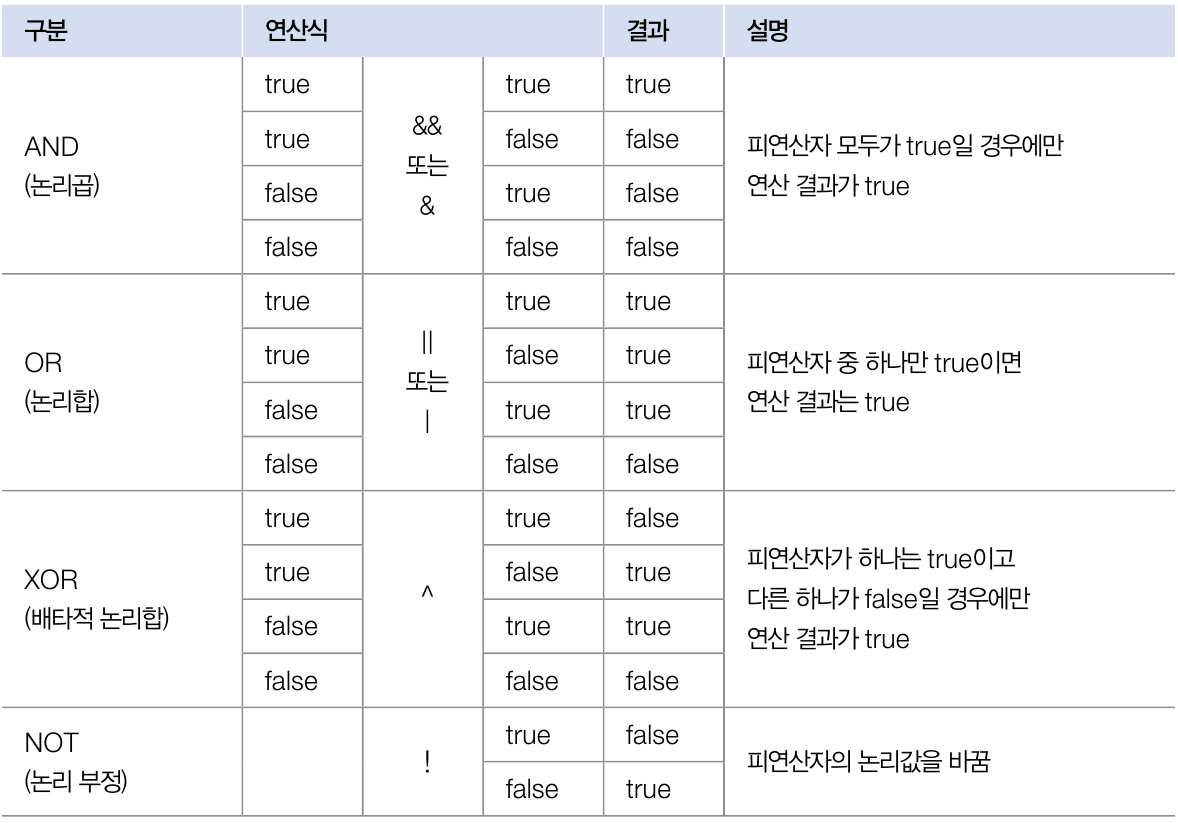 구분 연산식 결과 설명
AND
(논리곱)
true && 또는 & true true
true false false
false true false
false false false
피연산자 모두가 true일 경우에만
연산 결과가 true
OR
(논리합)
true || 또는 | true true
true false true
false true true
false false false
피연산자 중 하나만 true이면
연산 결과는 true
XOR
(배타적 논리합)
true ^ true false
true false true
false true true
false false false
피연산자가 하나는 true이고
다른 하나가 false일 경우에만
연산 결과가 true
NOT
(논리 부정)
! true false
false true
피연산자의 논리값을 바꿈